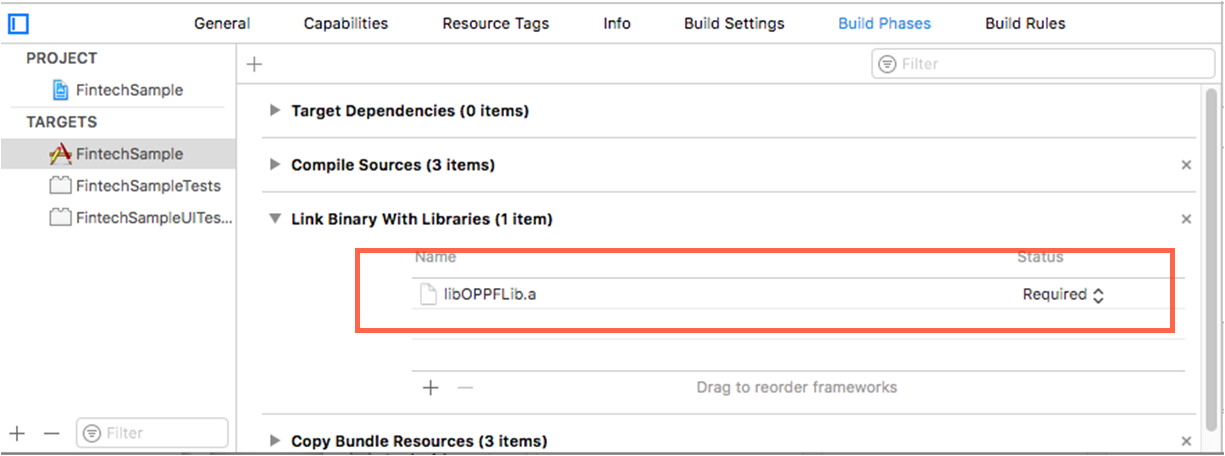 General Capabilities Resource Tags Info Build Settings Build Phases Build Rules
PROJECT
Filter
FintechSample
Target Dependencies (0 items)
TARGETS
FintechSample
Compile Sources (3 items)
FintechSampleTests
FintechSampleUITes...
Link Binary With Libraries (1 item)
Name Status
libOPPFLib.a Required
Drag to reorder frameworks
Filter
Copy Bundle Resources (3 items)